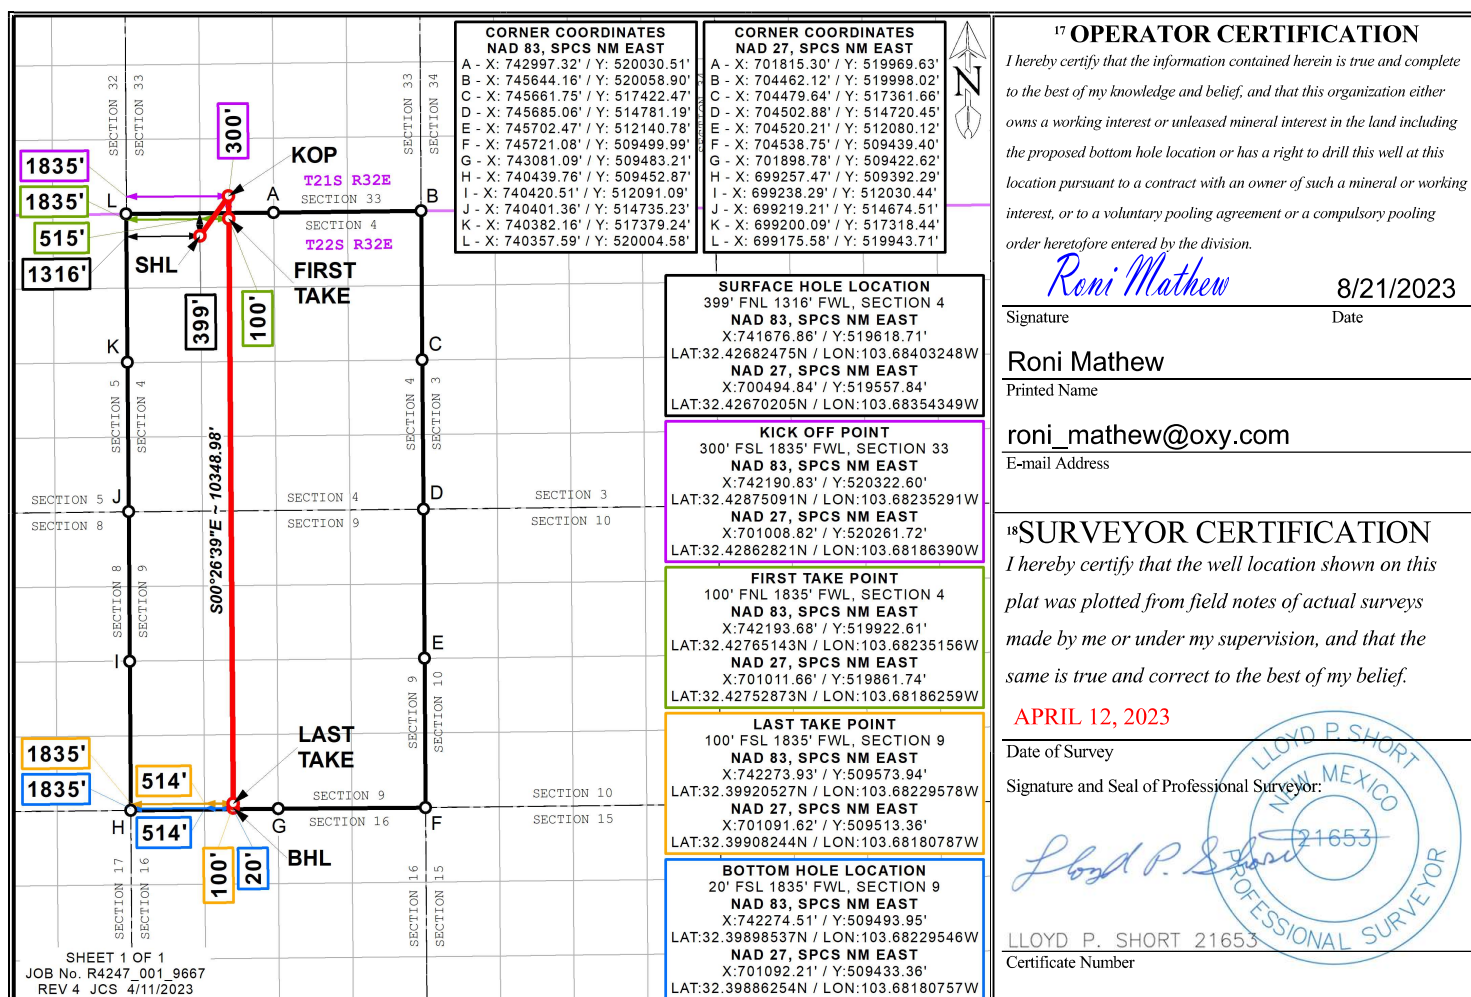 CORNER COORDINATES
NAD 83, SPCS NM EAST
A - X: 742997.32' / Y: 520030.51'
B - X: 745644.16' / Y: 520058.90'
C - X: 745661.75' / Y: 517422.47'
D - X: 745685.06' / Y: 514781.19'
E - X: 745702.47' / Y: 512140.78'
F - X: 745721.08' / Y: 509499.99'
G - X: 743081.09' / Y: 509483.21'
H - X: 740439.76' / Y: 509452.87'
I - X: 740420.51' / Y: 512091.09'
J - X: 740401.36' / Y: 514735.23'
K - X: 740382.16' / Y: 517379.24'
L - X: 740357.59' / Y: 520004.58'
CORNER COORDINATES
NAD 27, SPCS NM EAST
A - X: 701815.30' / Y: 519969.63'
B - X: 704462.12' / Y: 519998.02'
C - X: 704479.64' / Y: 517361.66'
D - X: 704502.88' / Y: 514720.45'
E - X: 704520.21' / Y: 512080.12'
F - X: 704538.75' / Y: 509439.40'
G - X: 701898.78' / Y: 509422.62'
H - X: 699257.47' / Y: 509392.29'
I - X: 699238.29' / Y: 512030.44'
J - X: 699219.21' / Y: 514674.51'
K - X: 699200.09' / Y: 517318.44'
L - X: 699175.58' / Y: 519943.71'
N
SECTION 32
SECTION 33
SECTION 33
SECTION 34
300'
1835'
KOP
T21S R32E
L
A
SECTION 33
B
1835'
SECTION 4
515'
T22S R32E
1316'
SHL
FIRST
TAKE
399'
100'
K
C
SECTION 5
SECTION 4
SECTION 4
SECTION 3
S00°26'39"E ~ 10348.98'
SECTION 5
J
SECTION 4
D
SECTION 3
SECTION 8
SECTION 9
SECTION 10
SECTION 8
SECTION 9
I
E
SECTION 9
SECTION 10
LAST
TAKE
1835'
514'
1835'
SECTION 9
SECTION 10
H
514'
G
SECTION 16
F
SECTION 15
BHL
100'
20'
SECTION 17
SECTION 16
SECTION 16
SECTION 15
SHEET 1 OF 1
JOB No. R4247_001_9667
REV 4 JCS 4/11/2023
SURFACE HOLE LOCATION
399' FNL 1316' FWL, SECTION 4
NAD 83, SPCS NM EAST
X:741676.86' / Y:519618.71'
LAT:32.42682475N / LON:103.68403248W
NAD 27, SPCS NM EAST
X:700494.84' / Y:519557.84'
LAT:32.42670205N / LON:103.68354349W
KICK OFF POINT
300' FSL 1835' FWL, SECTION 33
NAD 83, SPCS NM EAST
X:742190.83' / Y:520322.60'
LAT:32.42875091N / LON:103.68235291W
NAD 27, SPCS NM EAST
X:701008.82' / Y:520261.72'
LAT:32.42862821N / LON:103.68186390W
FIRST TAKE POINT
100' FNL 1835' FWL, SECTION 4
NAD 83, SPCS NM EAST
X:742193.68' / Y:519922.61'
LAT:32.42765143N / LON:103.68235156W
NAD 27, SPCS NM EAST
X:701011.66' / Y:519861.74'
LAT:32.42752873N / LON:103.68186259W
LAST TAKE POINT
100' FSL 1835' FWL, SECTION 9
NAD 83, SPCS NM EAST
X:742273.93' / Y:509573.94'
LAT:32.39920527N / LON:103.68229578W
NAD 27, SPCS NM EAST
X:701091.62' / Y:509513.36'
LAT:32.39908244N / LON:103.68180787W
BOTTOM HOLE LOCATION
20' FSL 1835' FWL, SECTION 9
NAD 83, SPCS NM EAST
X:742274.51' / Y:509493.95'
LAT:32.39898537N / LON:103.68229546W
NAD 27, SPCS NM EAST
X:701092.21' / Y:509433.36'
LAT:32.39886254N / LON:103.68180757W
17 OPERATOR CERTIFICATION
I hereby certify that the information contained herein is true and complete
to the best of my knowledge and belief, and that this organization either
owns a working interest or unleased mineral interest in the land including
the proposed bottom hole location or has a right to drill this well at this
location pursuant to a contract with an owner of such a mineral or working
interest, or to a voluntary pooling agreement or a compulsory pooling
order heretofore entered by the division.
Roni Mathew
8/21/2023
Signature
Date
Roni Mathew
Printed Name
roni_mathew@oxy.com
E-mail Address
18 SURVEYOR CERTIFICATION
I hereby certify that the well location shown on this
plat was plotted from field notes of actual surveys
made by me or under my supervision, and that the
same is true and correct to the best of my belief.
APRIL 12, 2023
Date of Survey
Signature and Seal of Professional Surveyor:
LLOYD P. SHORT
NEW MEXICO
21653
PROFESSIONAL SURVEYOR
Lloyd P. Short
LLOYD P. SHORT 21653
Certificate Number